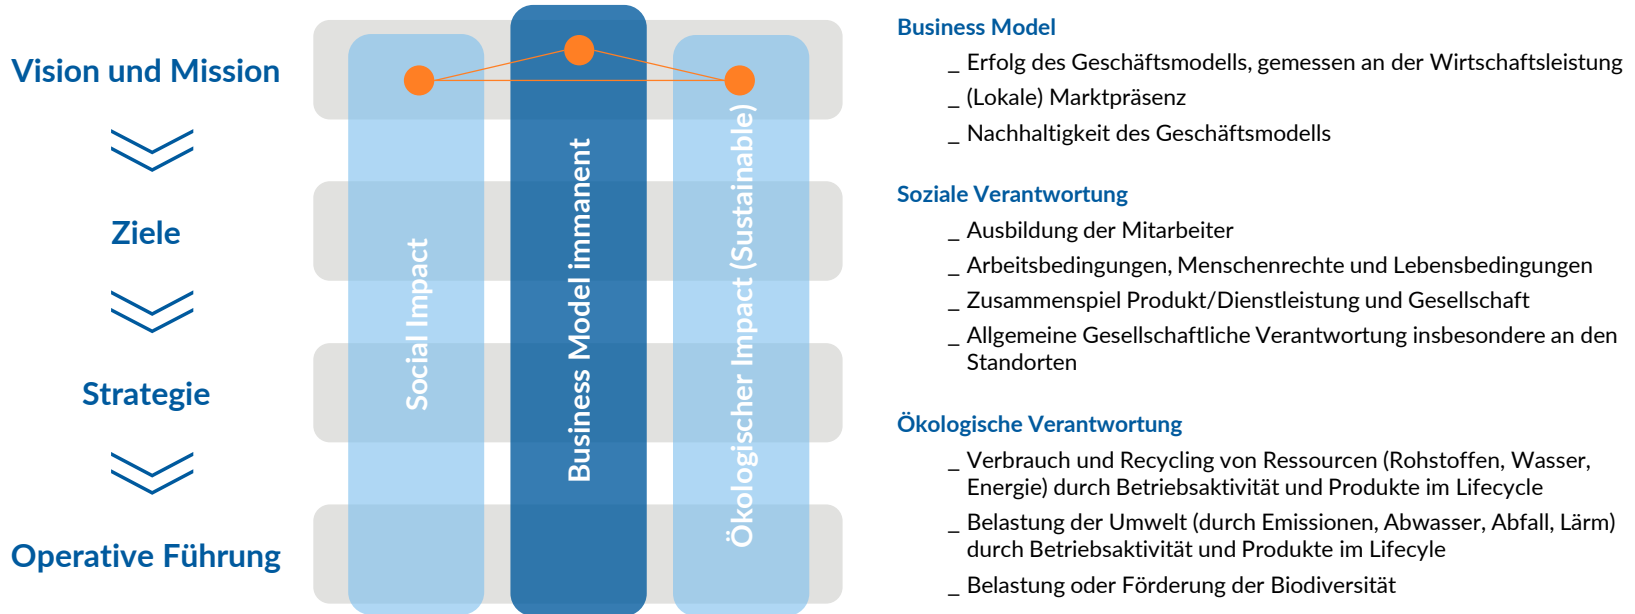 Vision und Mission
Ziele
Strategie
Operative Führung
Social Impact
Business Model immanent
Ökologischer Impact (Sustainable)
Business Model
_ Erfolg des Geschäftsmodells, gemessen an der Wirtschaftsleistung
_ (Lokale) Marktpräsenz
_ Nachhaltigkeit des Geschäftsmodells
Soziale Verantwortung
_ Ausbildung der Mitarbeiter
_ Arbeitsbedingungen, Menschenrechte und Lebensbedingungen
_ Zusammenspiel Produkt/Dienstleistung und Gesellschaft
_ Allgemeine Gesellschaftliche Verantwortung insbesondere an den
Standorten
Ökologische Verantwortung
_ Verbrauch und Recycling von Ressourcen (Rohstoffen, Wasser,
Energie) durch Betriebsaktivität und Produkte im Lifecycle
_ Belastung der Umwelt (durch Emissionen, Abwasser, Abfall, Lärm)
durch Betriebsaktivität und Produkte im Lifecyle
_ Belastung oder Förderung der Biodiversität